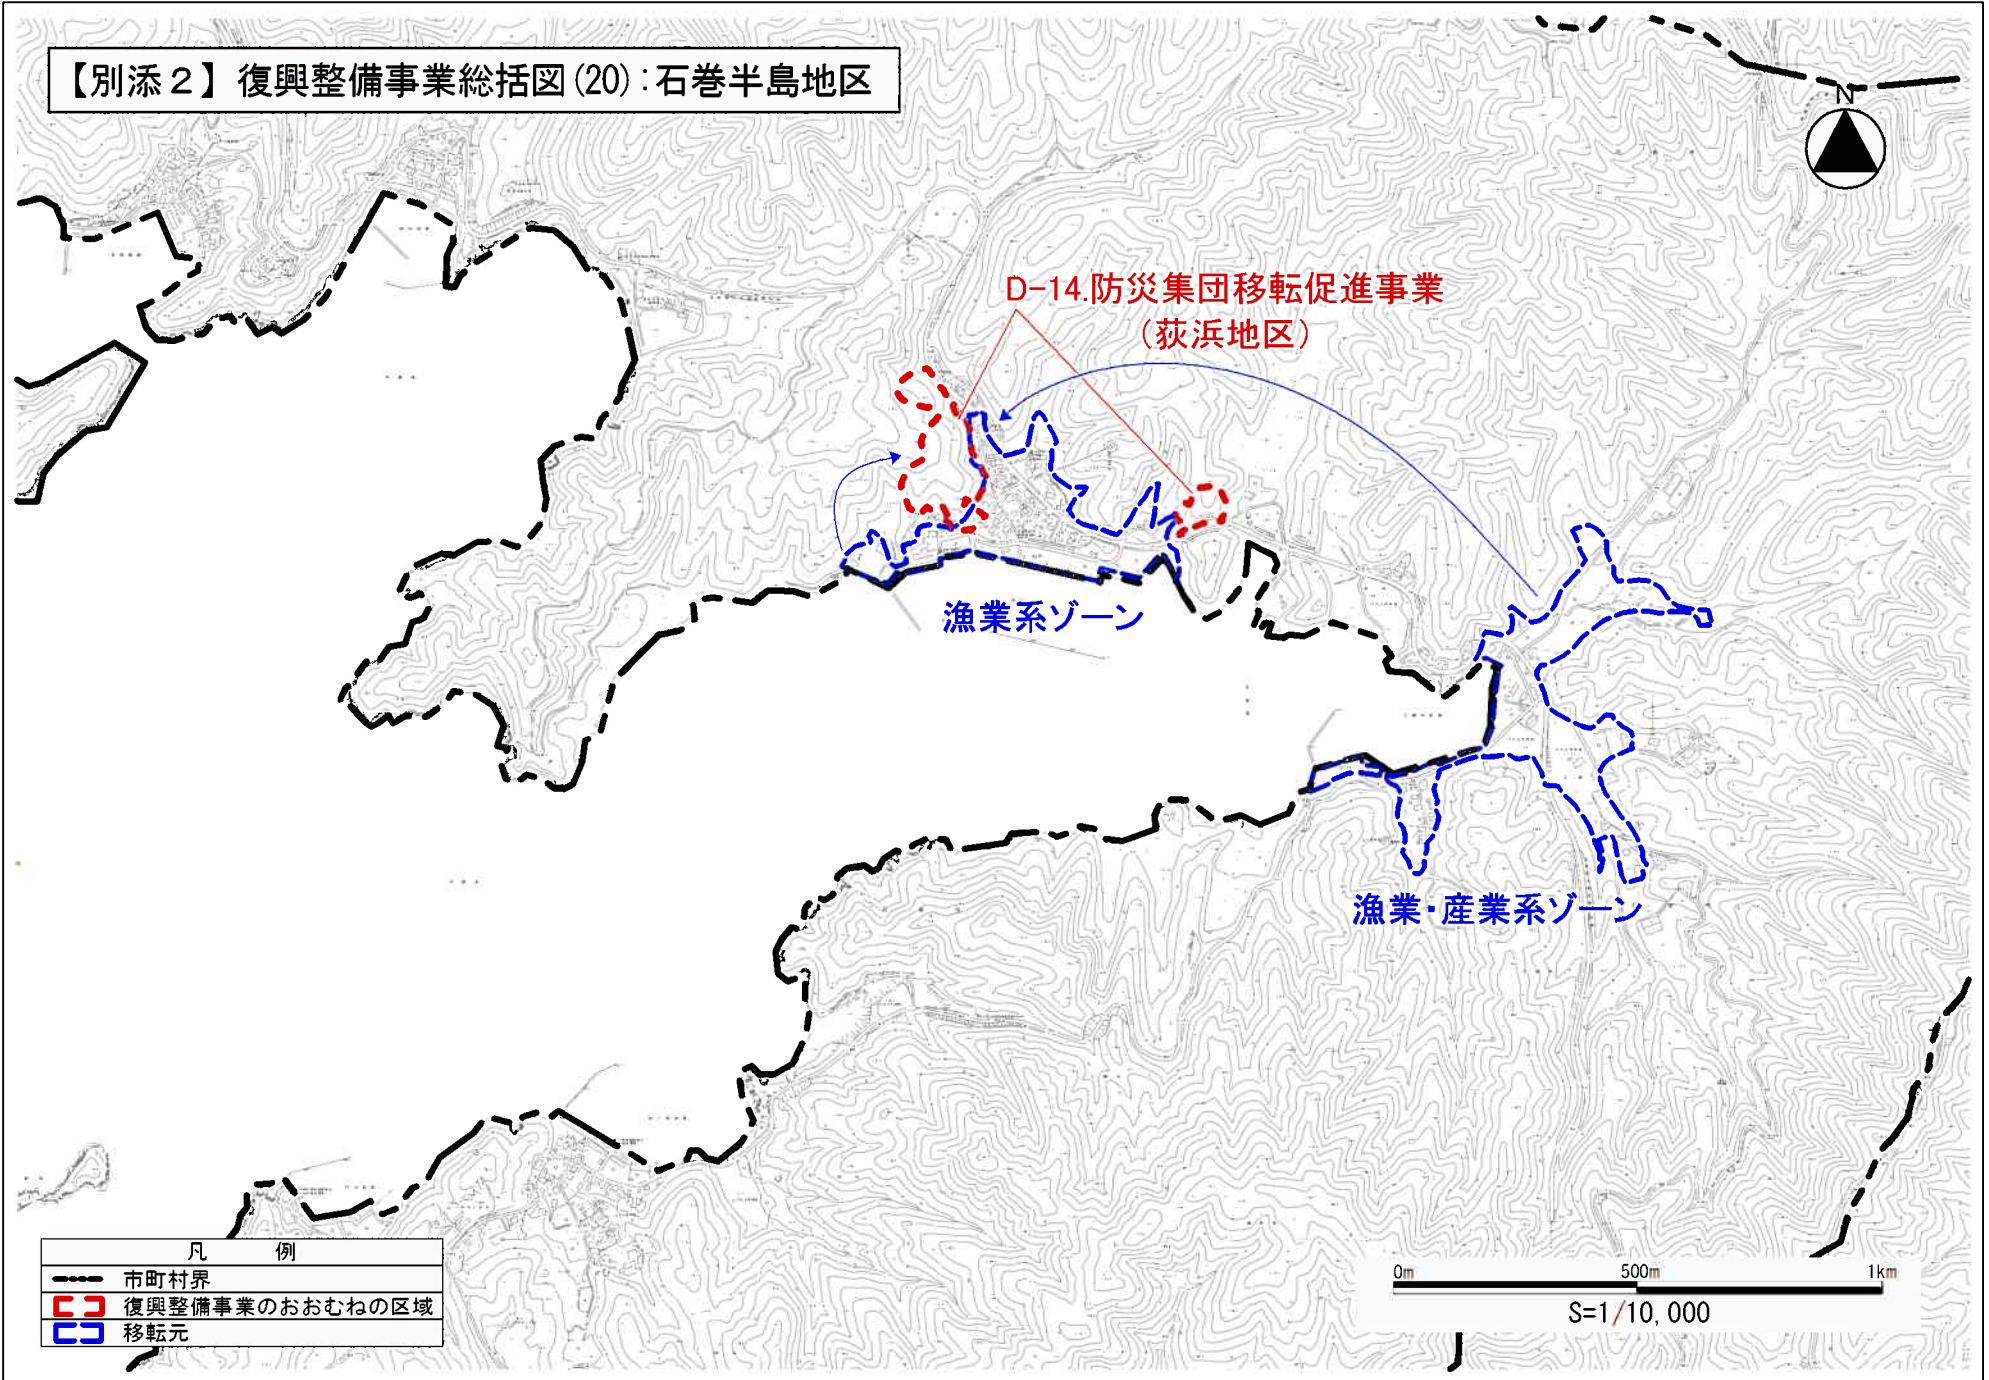 【別添２】復興整備事業総括図(20):石巻半島地区
N
D-14.防災集団移転促進事業
(荻浜地区)
漁業系ゾーン
漁業・産業系ゾーン
凡 例
市町村界
復興整備事業のおおむねの区域
移転元
0m 500m 1km
S=1/10,000